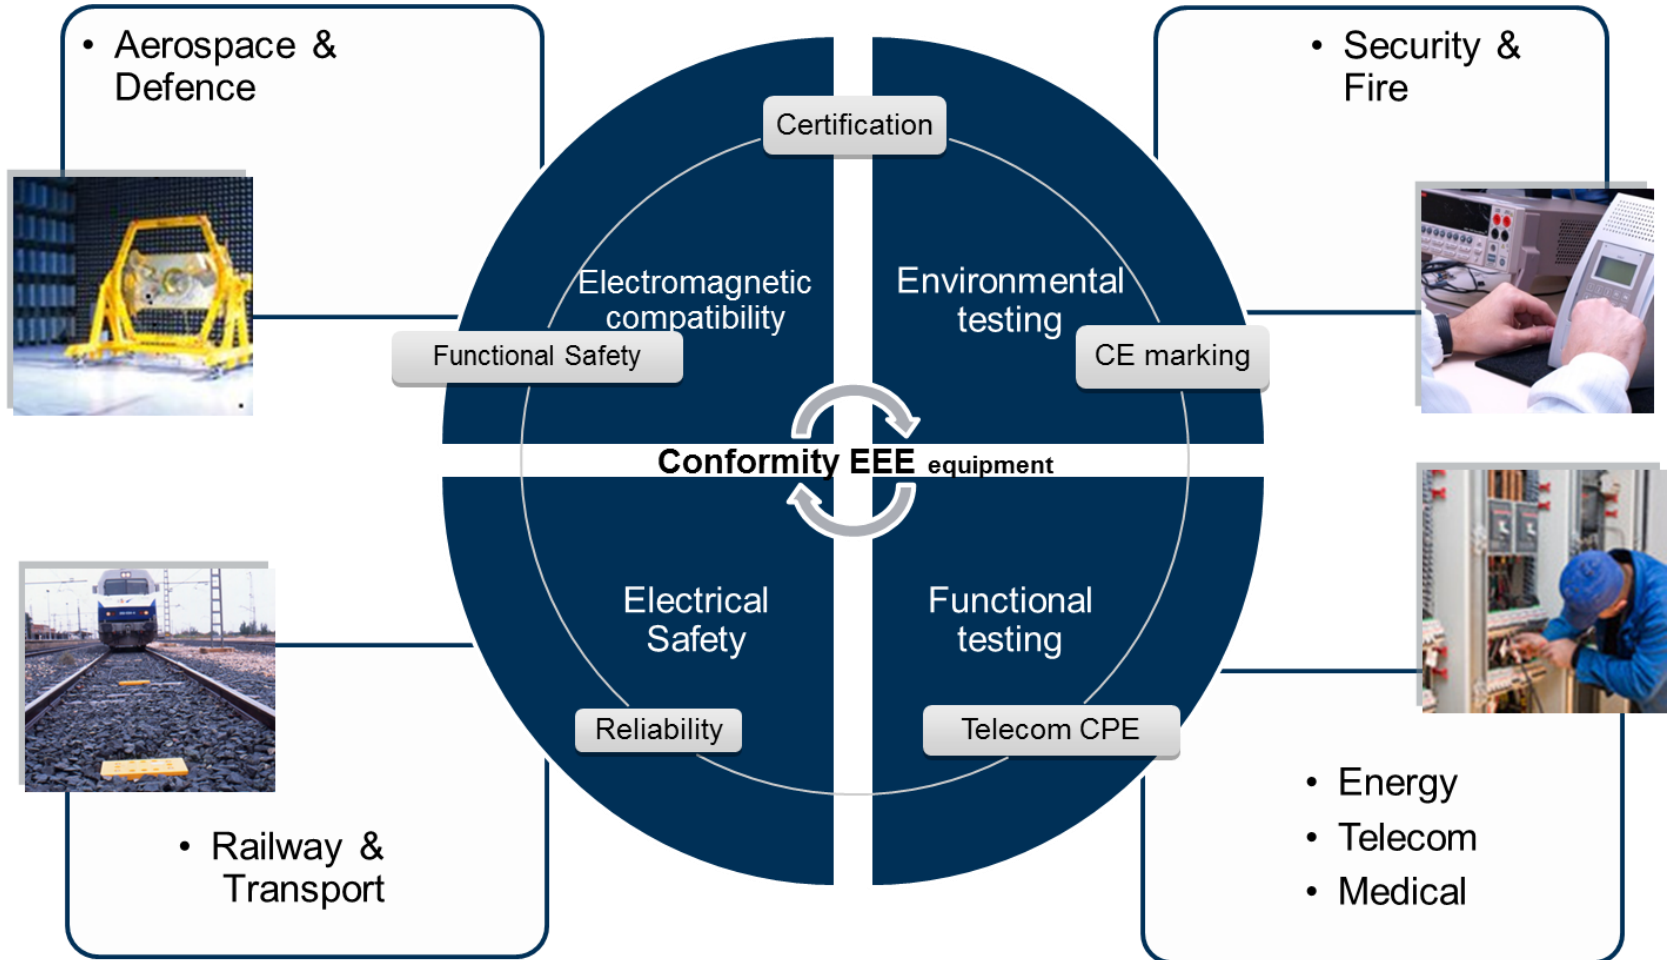 • Aerospace &
Defence
• Security &
Fire
Certification
Electromagnetic
compatibility
Environmental
testing
Functional Safety
CE marking
Conformity EEE equipment
Electrical
Safety
Functional
testing
Reliability
Telecom CPE
• Railway &
Transport
• Energy
• Telecom
• Medical